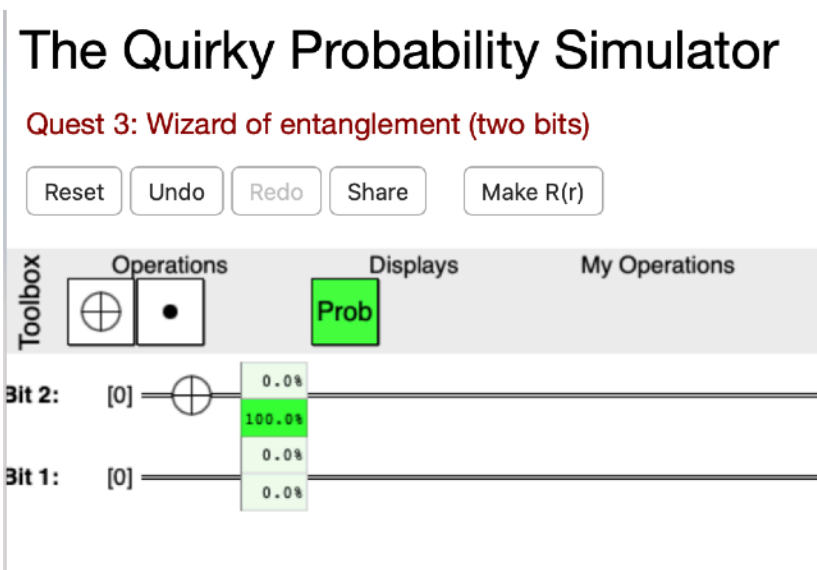 The Quirky Probability Simulator
Quest 3: Wizard of entanglement (two bits)
Reset Undo Redo Share Make R(r)
Toolbox
Operations Displays My Operations
Prob
Bit 2: [0] 0.0%
100.0%
0.0%
Bit 1: [0]
0.0%